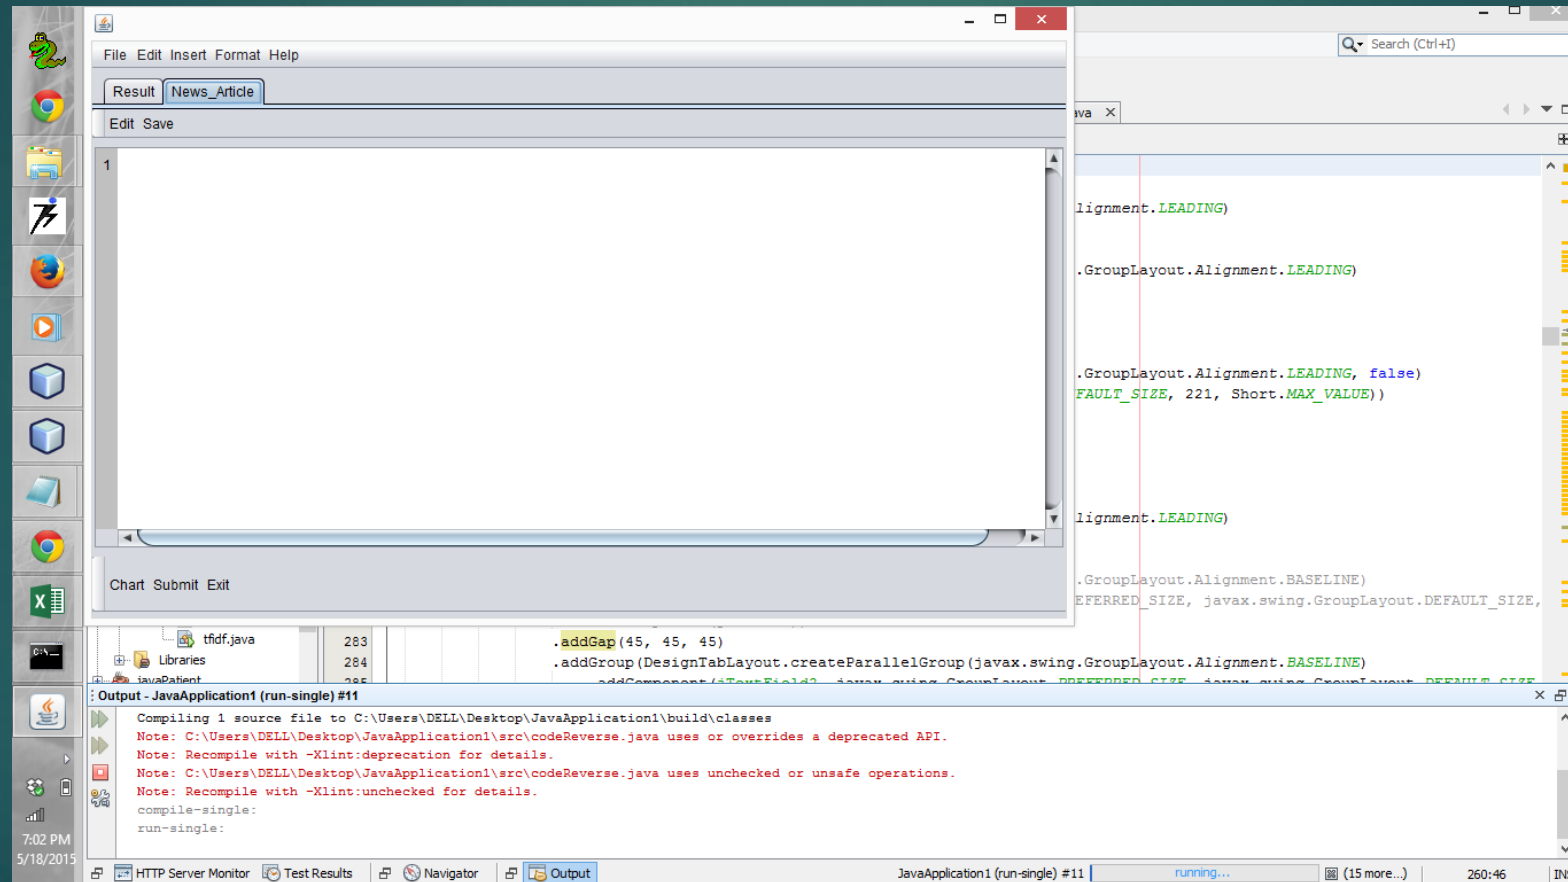 File Edit Insert Format Help
Search (Ctrl+I)
Result News_Article
ava
Edit Save
1
lignment.LEADING)
.GroupLayout.Alignment.LEADING)
.GroupLayout.Alignment.LEADING, false)
FAULT_SIZE, 221, Short.MAX_VALUE))
lignment.LEADING)
Chart Submit Exit
.GroupLayout.Alignment.BASELINE)
EFERRED_SIZE, javax.swing.GroupLayout.DEFAULT_SIZE,
tfidf.java
283 .addGap(45, 45, 45)
Libraries
284 .addGroup(DesignTabLayout.createParallelGroup(javax.swing.GroupLayout.Alignment.BASELINE)
javaPatient
Output - JavaApplication1 (run-single) #11
Compiling 1 source file to C:\Users\DELL\Desktop\JavaApplication1\build\classes
Note: C:\Users\DELL\Desktop\JavaApplication1\src\codeReverse.java uses or overrides a deprecated API.
Note: Recompile with -Xlint:deprecation for details.
Note: C:\Users\DELL\Desktop\JavaApplication1\src\codeReverse.java uses unchecked or unsafe operations.
Note: Recompile with -Xlint:unchecked for details.
compile-single:
run-single:
7:02 PM
5/18/2015
HTTP Server Monitor Test Results Navigator Output JavaApplication1 (run-single) #11 running... (15 more...) 260:46 IN